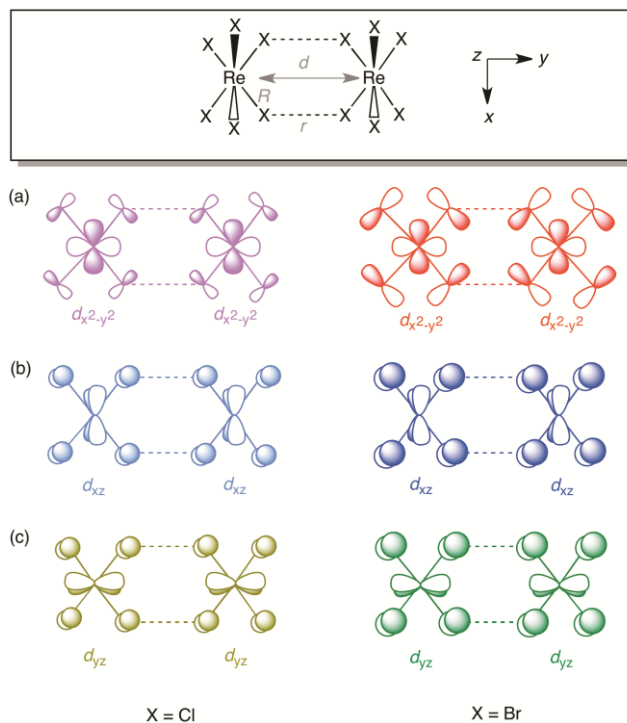 X X X X X X
d
Re Re
z y
x
R
X X X X X X
r
(a)
dx2-y2 dx2-y2 dx2-y2 dx2-y2
(b)
dxz dxz dxz dxz
(c)
dyz dyz dyz dyz
X = Cl X = Br